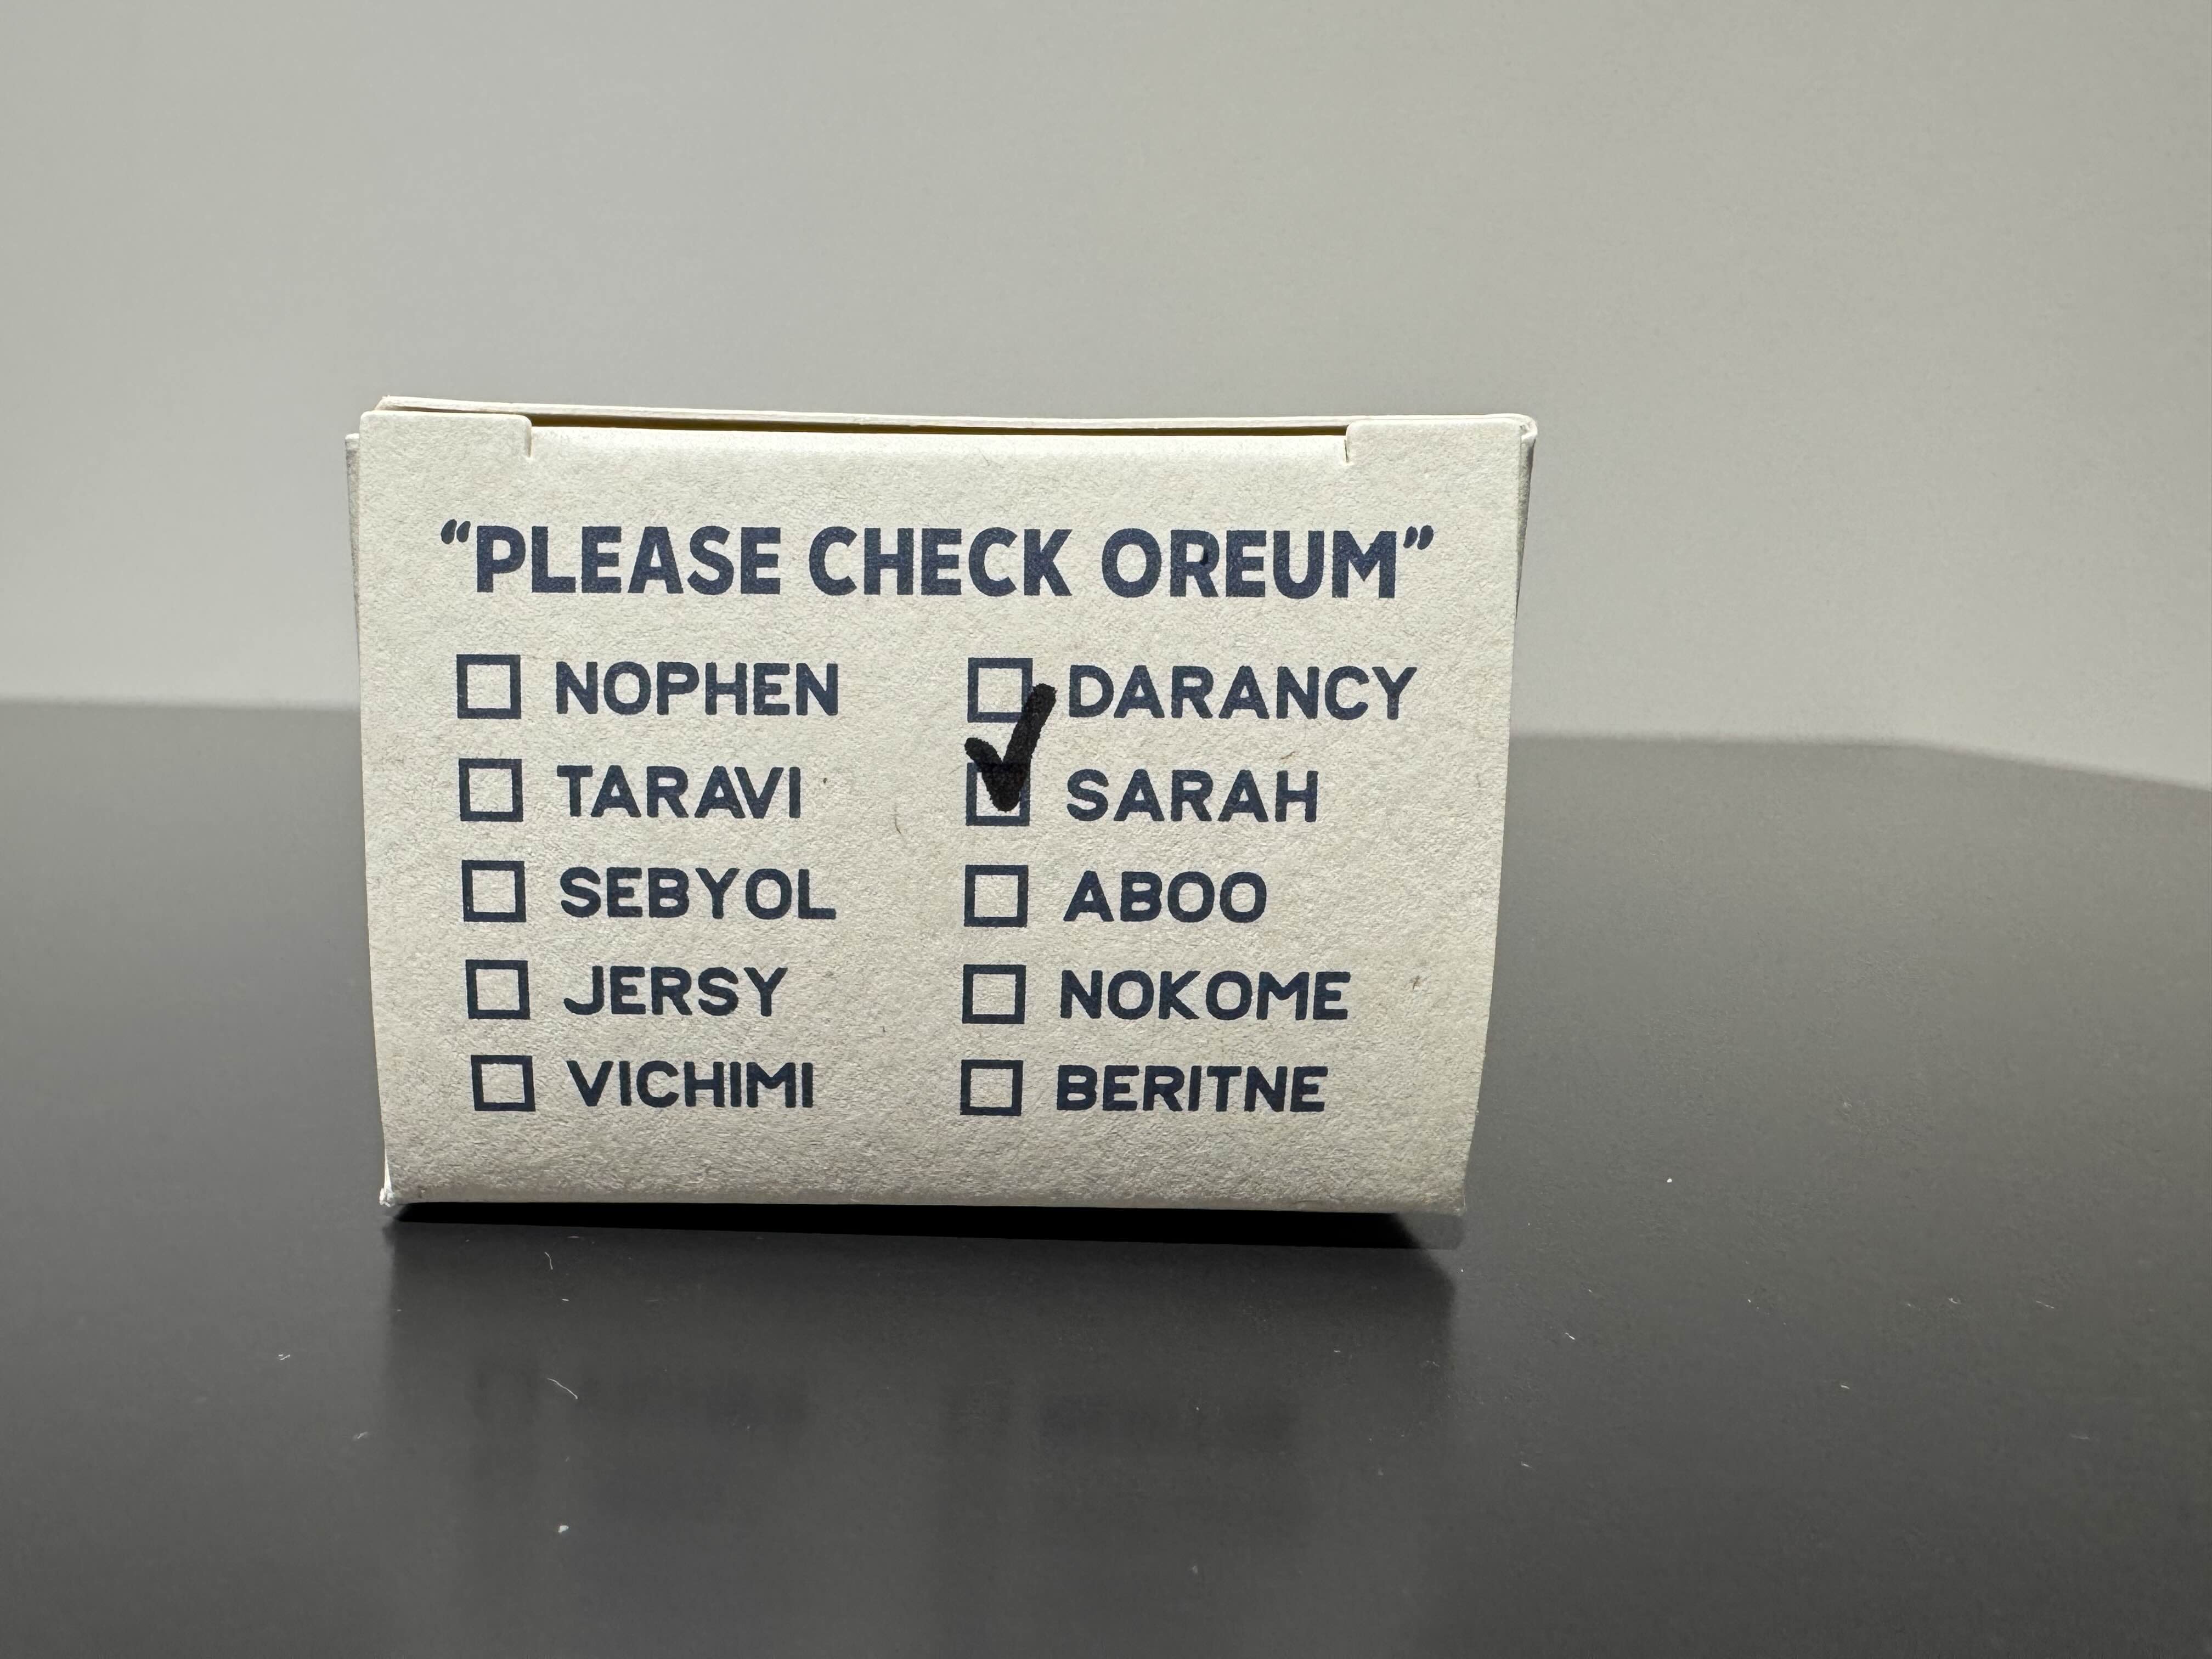 “PLEASE CHECK OREUM”
☐ NOPHEN
☐ TARAVI
☐ SEBYOL
☐ JERSY
☐ VICHIMI
☐ DARANCY
☑ SARAH
☐ ABOO
☐ NOKOME
☐ BERITNE